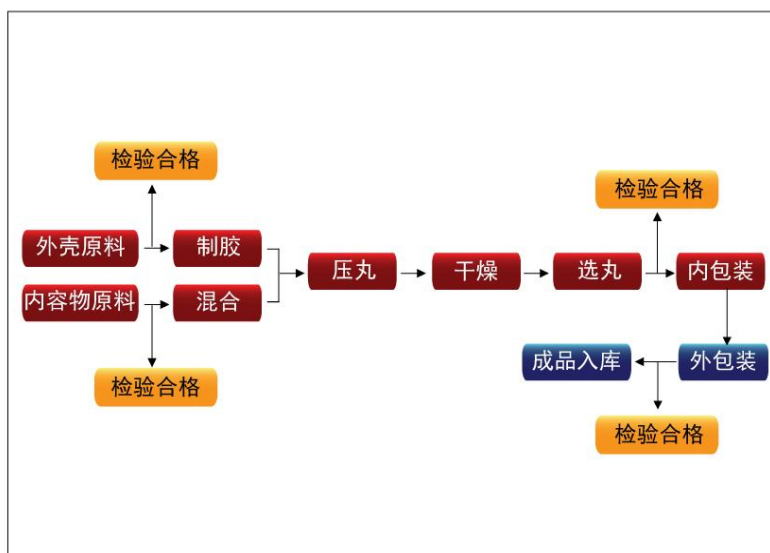 检验合格
检验合格
外壳原料
制胶
压丸
干燥
选丸
内包装
内容物原料
混合
成品入库
外包装
检验合格
检验合格